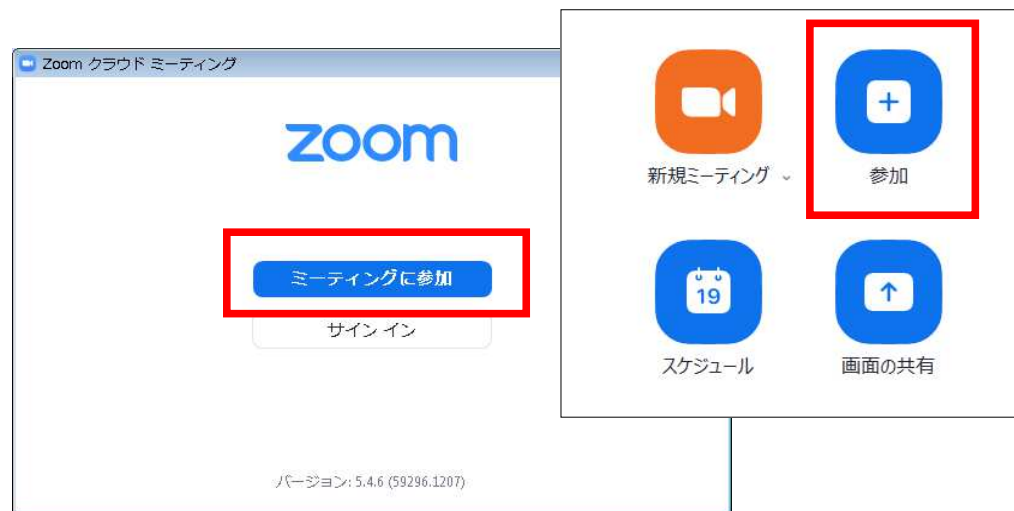 Zoom クラウド ミーティング
zoom
ミーティングに参加
サイン イン
バージョン: 5.4.6 (59296.1207)
新規ミーティング
参加
19
スケジュール
画面の共有